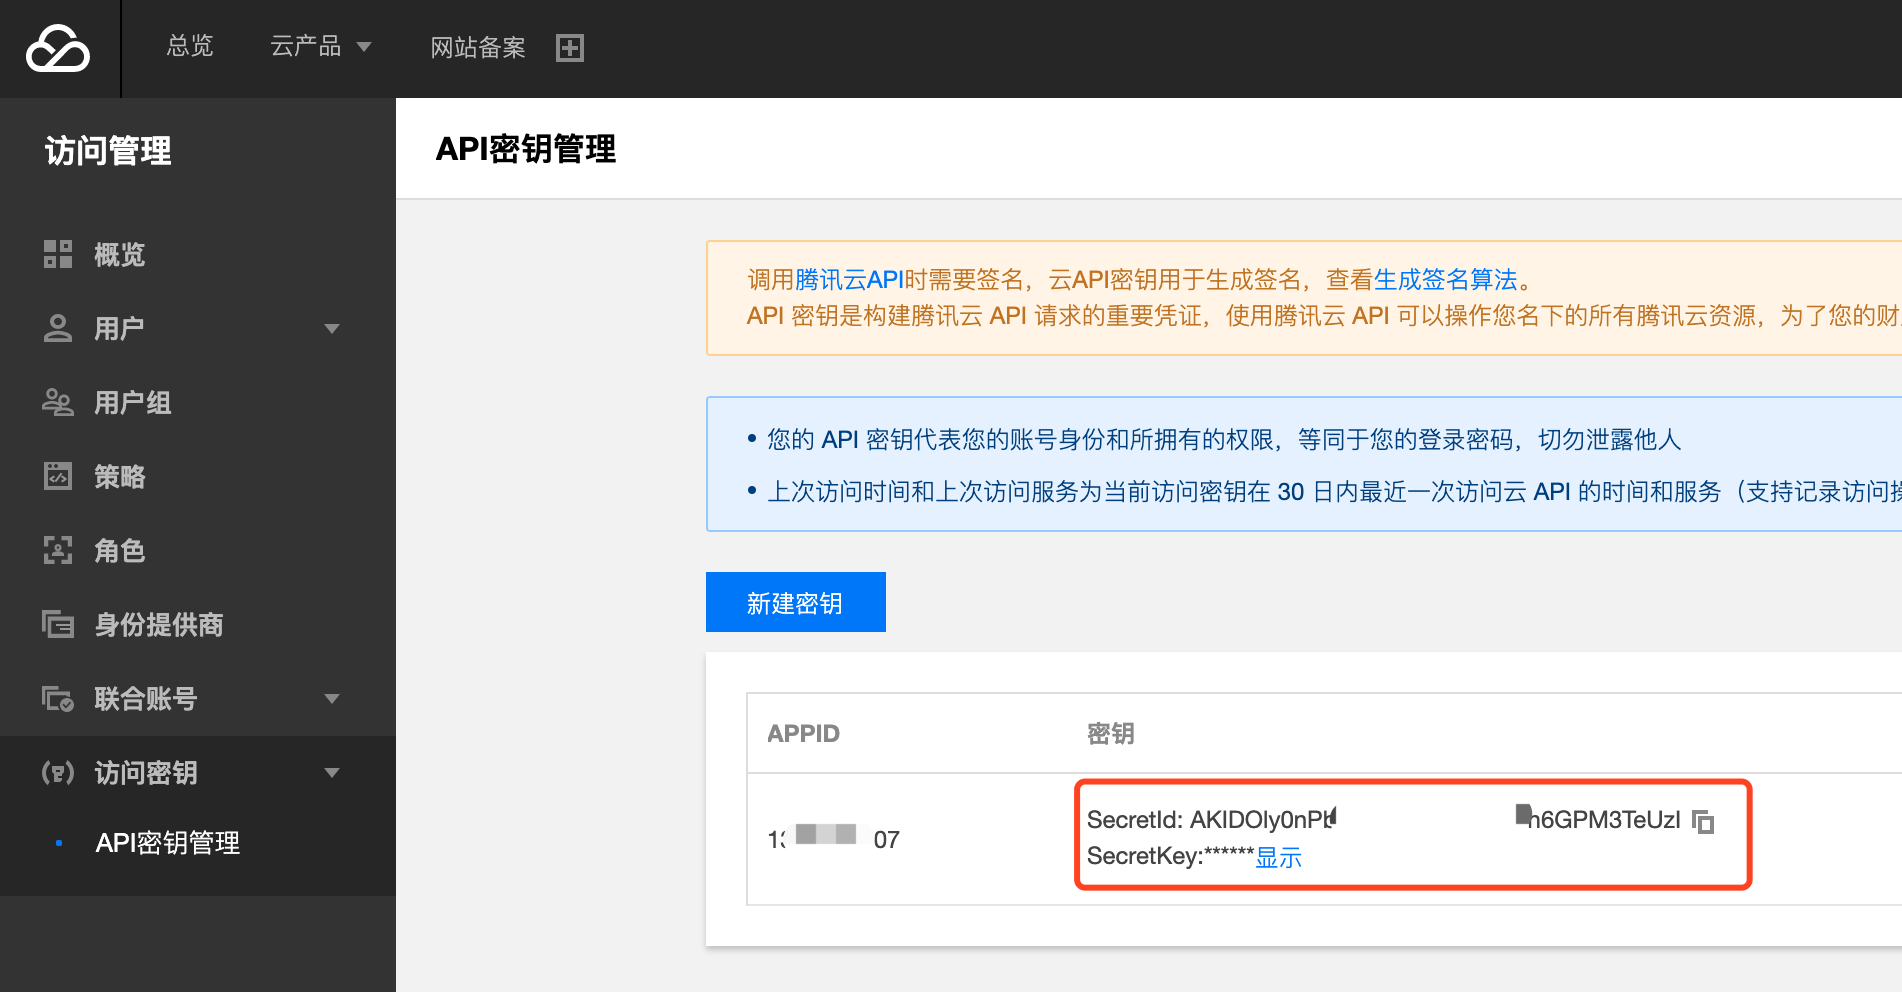 总览 云产品 网站备案
访问管理
概览
用户
用户组
策略
角色
身份提供商
联合账号
访问密钥
API密钥管理
API密钥管理
调用腾讯云API时需要签名，云API密钥用于生成签名，查看生成签名算法。
API 密钥是构建腾讯云 API 请求的重要凭证，使用腾讯云 API 可以操作您名下的所有腾讯云资源，为了您的财
• 您的 API 密钥代表您的账号身份和所拥有的权限，等同于您的登录密码，切勿泄露他人
• 上次访问时间和上次访问服务为当前访问密钥在 30 日内最近一次访问云 API 的时间和服务（支持记录访问操
新建密钥
APPID 密钥
07
SecretId: AKIDOly0nP n6GPM3TeUzI
SecretKey:******显示